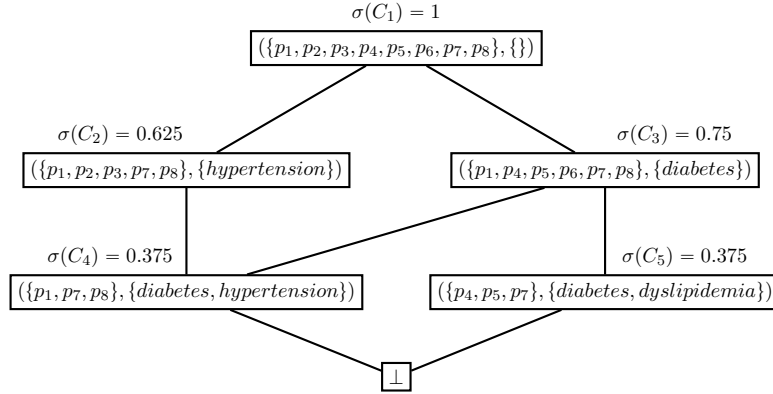 σ(C₁) = 1
({p₁, p₂, p₃, p₄, p₅, p₆, p₇, p₈}, {})
σ(C₂) = 0.625
σ(C₃) = 0.75
({p₁, p₂, p₃, p₇, p₈}, {hypertension})
({p₁, p₄, p₅, p₆, p₇, p₈}, {diabetes})
σ(C₄) = 0.375
σ(C₅) = 0.375
({p₁, p₇, p₈}, {diabetes, hypertension})
({p₄, p₅, p₇}, {diabetes, dyslipidemia})
⊥